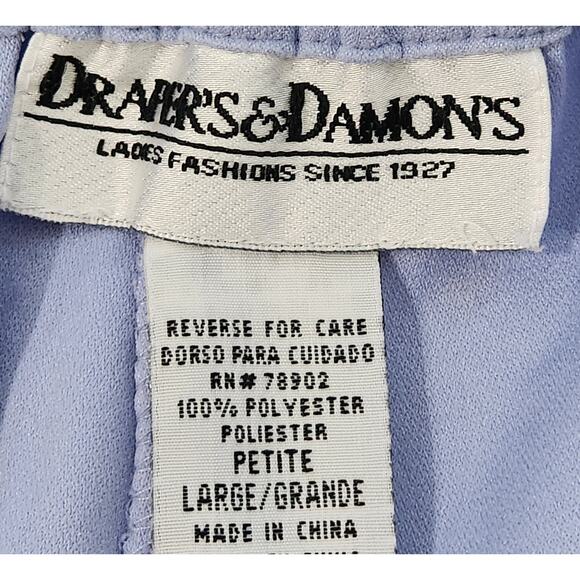 DRAPER'S & DAMON'S
LADIES FASHIONS SINCE 1927
REVERSE FOR CARE
DORSO PARA CUIDADO
RN# 78902
100% POLYESTER
POLIESTER
PETITE
LARGE/GRANDE
MADE IN CHINA